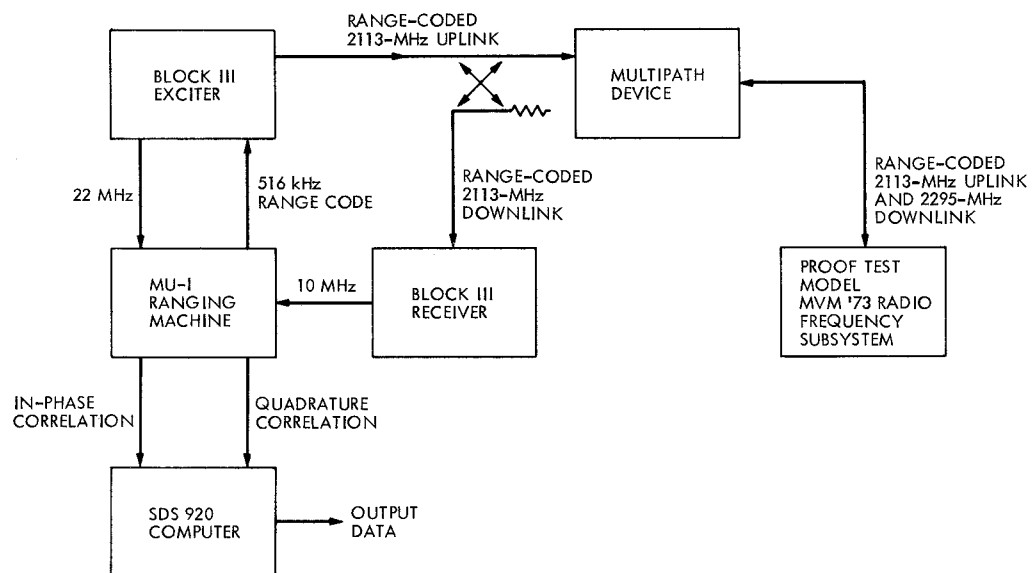 RANGE-CODED
2113-MHz UPLINK
BLOCK III
EXCITER
MULTIPATH
DEVICE
22 MHz
516 kHz
RANGE CODE
RANGE-CODED
2113-MHz
DOWNLINK
RANGE-CODED
2113-MHz UPLINK
AND 2295-MHz
DOWNLINK
MU-I
RANGING
MACHINE
10 MHz
BLOCK III
RECEIVER
PROOF TEST
MODEL
MVM '73 RADIO
FREQUENCY
SUBSYSTEM
IN-PHASE
CORRELATION
QUADRATURE
CORRELATION
SDS 920
COMPUTER
OUTPUT
DATA